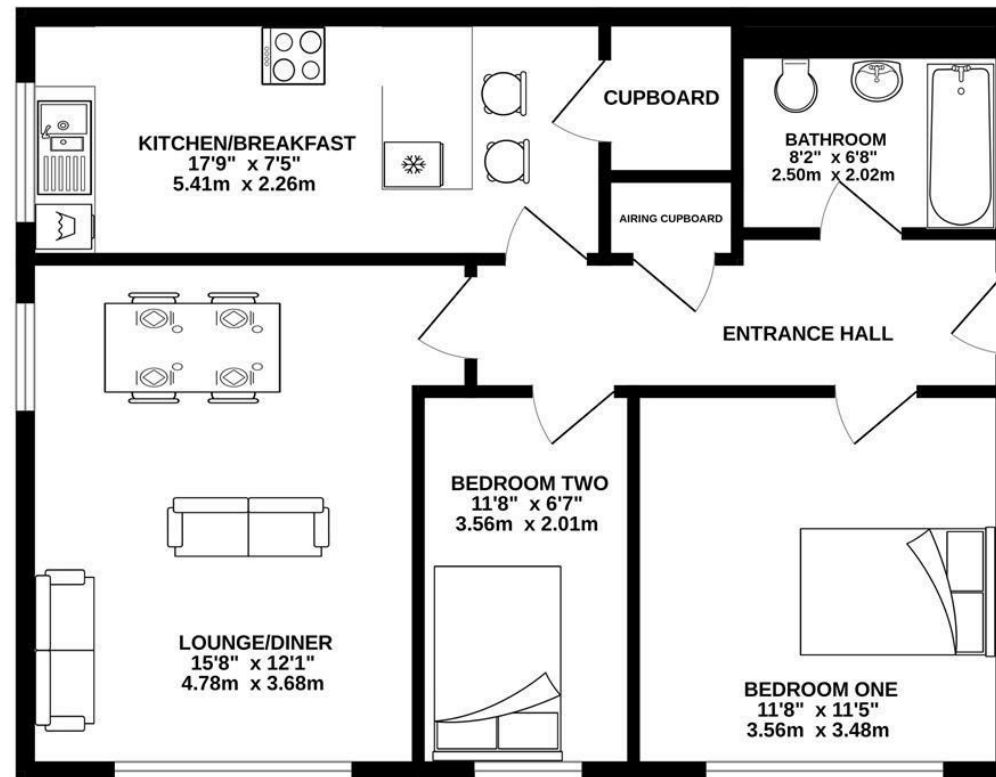 KITCHEN/BREAKFAST
17'9" x 7'5"
5.41m x 2.26m
CUPBOARD
BATHROOM
8'2" x 6'8"
2.50m x 2.02m
AIRING CUPBOARD
ENTRANCE HALL
BEDROOM TWO
11'8" x 6'7"
3.56m x 2.01m
LOUNGE/DINER
15'8" x 12'1"
4.78m x 3.68m
BEDROOM ONE
11'8" x 11'5"
3.56m x 3.48m